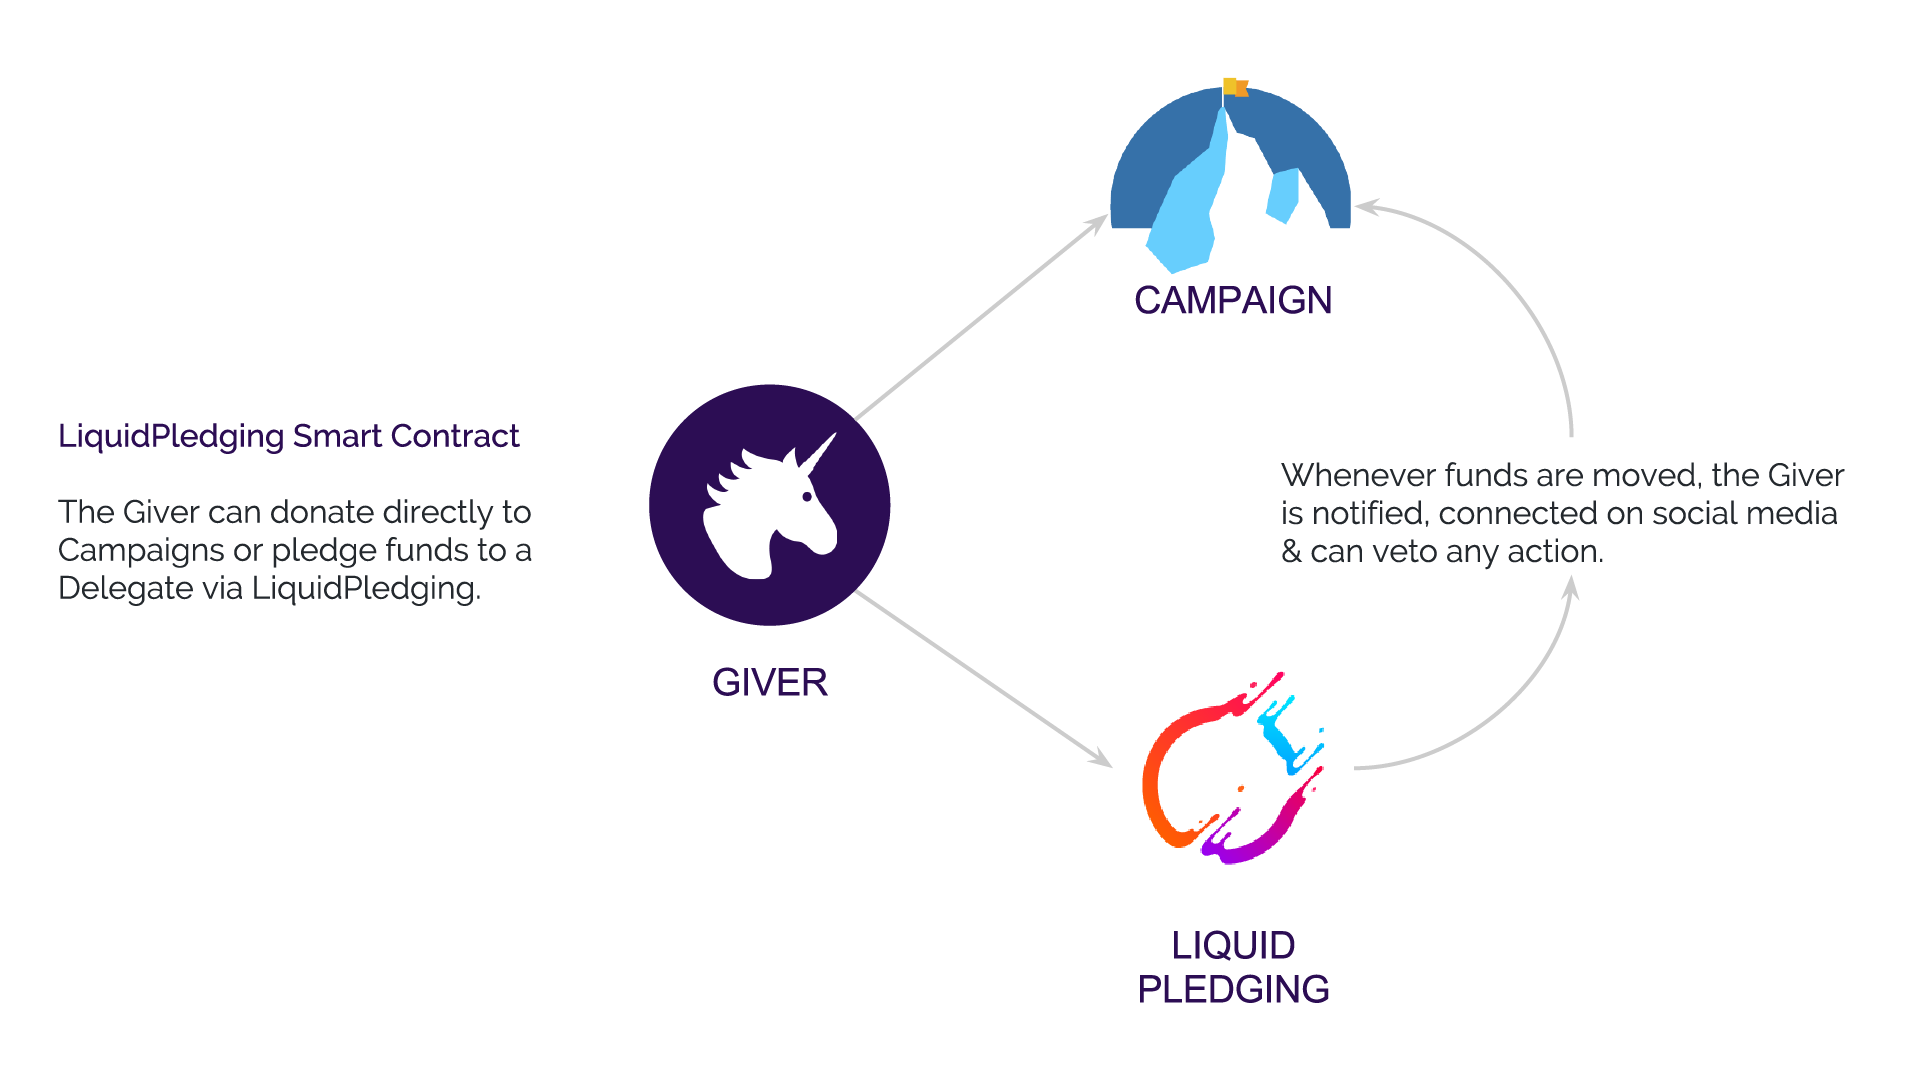 LiquidPledging Smart Contract
The Giver can donate directly to
Campaigns or pledge funds to a
Delegate via LiquidPledging.
GIVER
CAMPAIGN
Whenever funds are moved, the Giver
is notified, connected on social media
& can veto any action.
LIQUID
PLEDGING